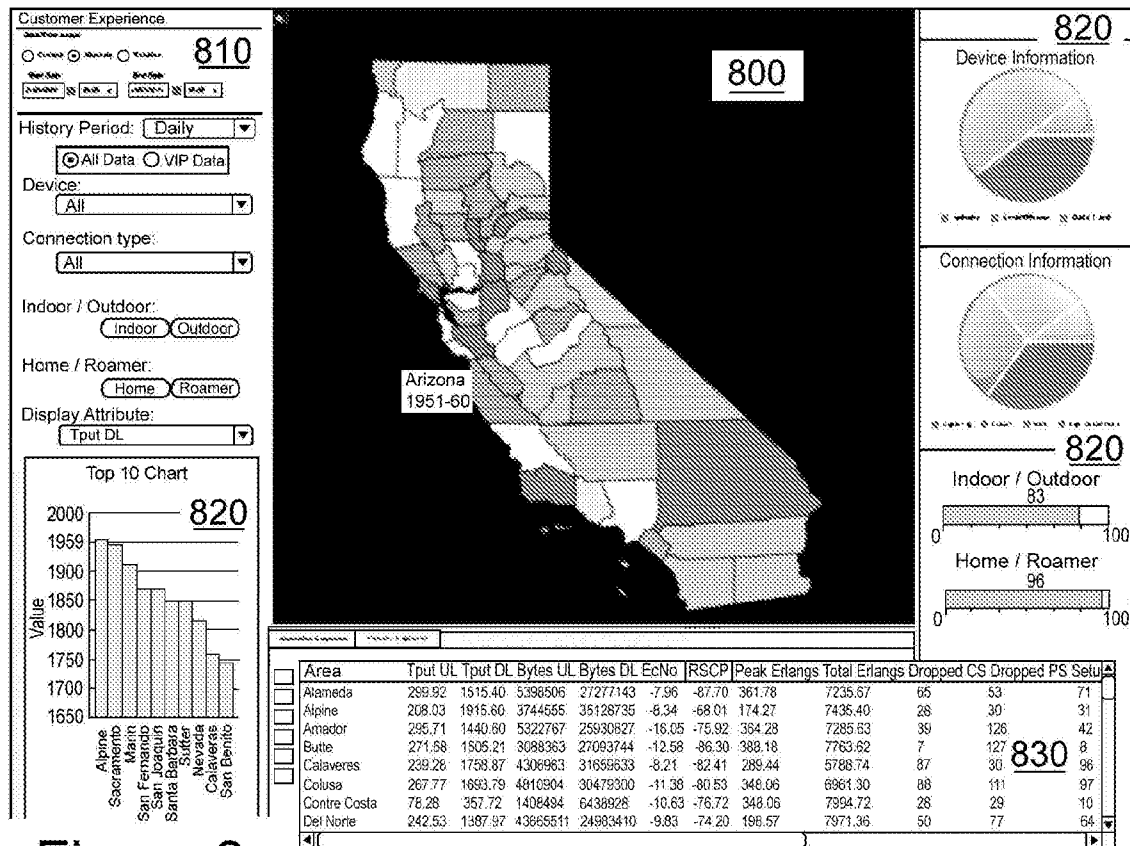 Customer Experience
810
History Period: Daily
All Data VIP Data
Device:
All
Connection type:
All
Indoor / Outdoor:
Indoor Outdoor
Home / Roamer:
Home Roamer
Display Attribute:
Tput DL
Top 10 Chart
820
Value
2000
1959
1900
1850
1800
1750
1700
1650
Alpine
Sacramento
Marin
San Fernando
San Joaquin
Santa Barbara
Sutter
Nevada
Calaveras
San Benito
800
Arizona
1951-60
820
Device Information
Connection Information
820
Indoor / Outdoor
83
0 100
Home / Roamer
96
0 100
Area Tput UL Tput DL Bytes UL Bytes DL EcNo RSCP Peak Erlangs Total Erlangs Dropped CS Dropped PS Setu
Alameda 299.92 1515.40 5398506 27277143 -7.96 -87.70 361.78 7235.67 65 53 71
Alpine 208.03 1915.60 3744555 35128735 -8.34 -68.01 174.27 7435.40 28 30 31
Amador 295.71 1440.60 5322767 25930827 -16.05 -75.92 364.28 7285.63 39 126 42
Butte 271.58 1505.21 3088363 27093744 -12.58 -86.30 388.18 7763.62 7 127 8
Calaveres 239.28 1758.87 4306963 31659633 -8.21 -82.41 289.44 5788.74 87 30 96
Colusa 267.77 1693.79 4810904 30479300 -11.38 -80.53 348.06 6961.30 88 111 97
Contre Costa 78.28 357.72 1408494 6438928 -10.63 -76.72 348.06 7994.72 28 29 10
Del Norte 242.53 1387.97 43665511 24983410 -9.83 -74.20 198.57 7971.36 50 77 64
830